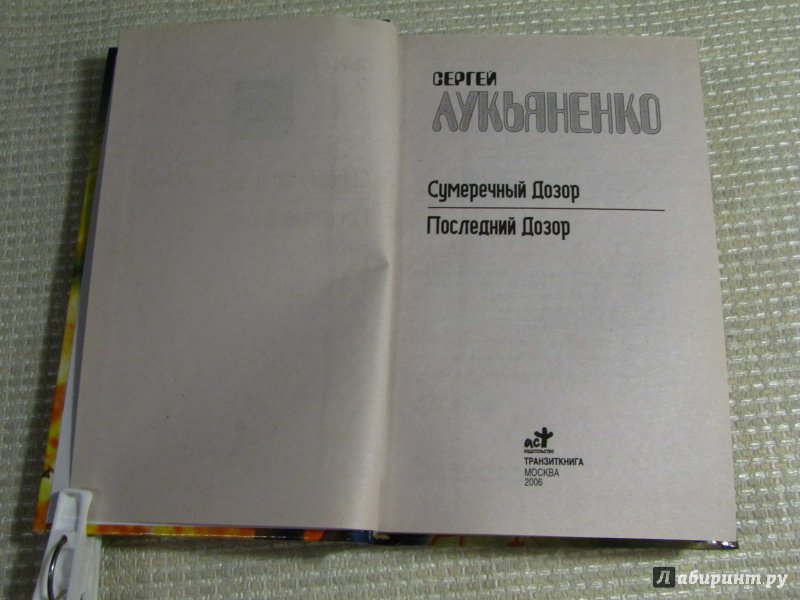 СЕРГЕЙ
ЛУКЬЯНЕНКО
Сумеречный Дозор
Последний Дозор
аст
ИЗДАТЕЛЬСТВО
ТРАНЗИТКНИГА
МОСКВА
2006
Лабиринт.ру